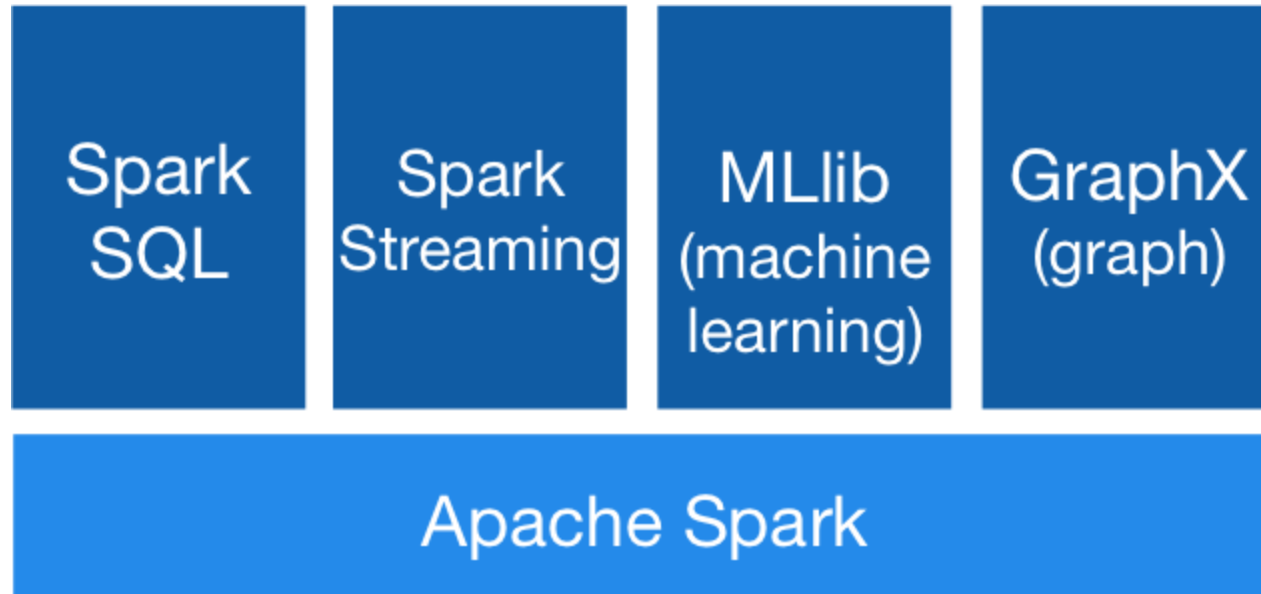 Spark
SQL
Spark
Streaming
MLlib
(machine
learning)
GraphX
(graph)
Apache Spark